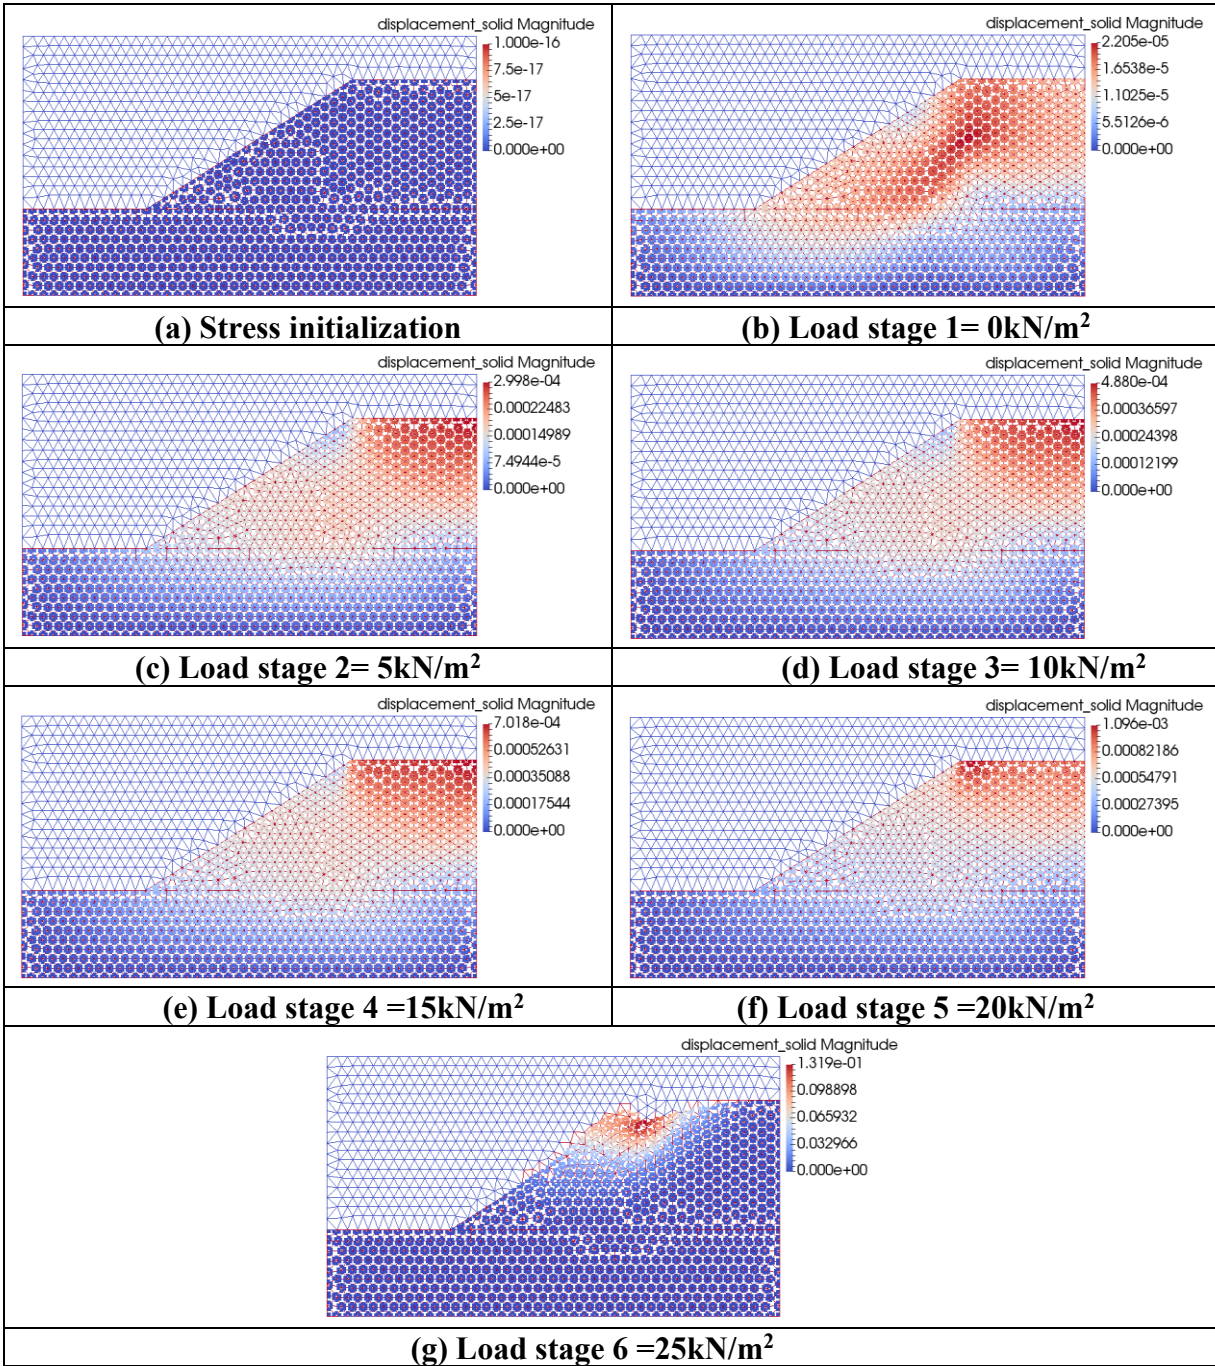 displacement_solid Magnitude
1.000e-16
7.5e-17
5e-17
2.5e-17
0.000e+00
(a) Stress initialization
displacement_solid Magnitude
2.205e-05
1.6538e-5
1.1025e-5
5.5126e-6
0.000e+00
(b) Load stage 1= 0kN/m²
displacement_solid Magnitude
2.998e-04
0.00022483
0.00014989
7.4944e-5
0.000e+00
(c) Load stage 2= 5kN/m²
displacement_solid Magnitude
4.880e-04
0.00036597
0.00024398
0.00012199
0.000e+00
(d) Load stage 3= 10kN/m²
displacement_solid Magnitude
7.018e-04
0.00052631
0.00035088
0.00017544
0.000e+00
(e) Load stage 4 =15kN/m²
displacement_solid Magnitude
1.096e-03
0.00082186
0.00054791
0.00027395
0.000e+00
(f) Load stage 5 =20kN/m²
displacement_solid Magnitude
1.319e-01
0.098898
0.065932
0.032966
0.000e+00
(g) Load stage 6 =25kN/m²